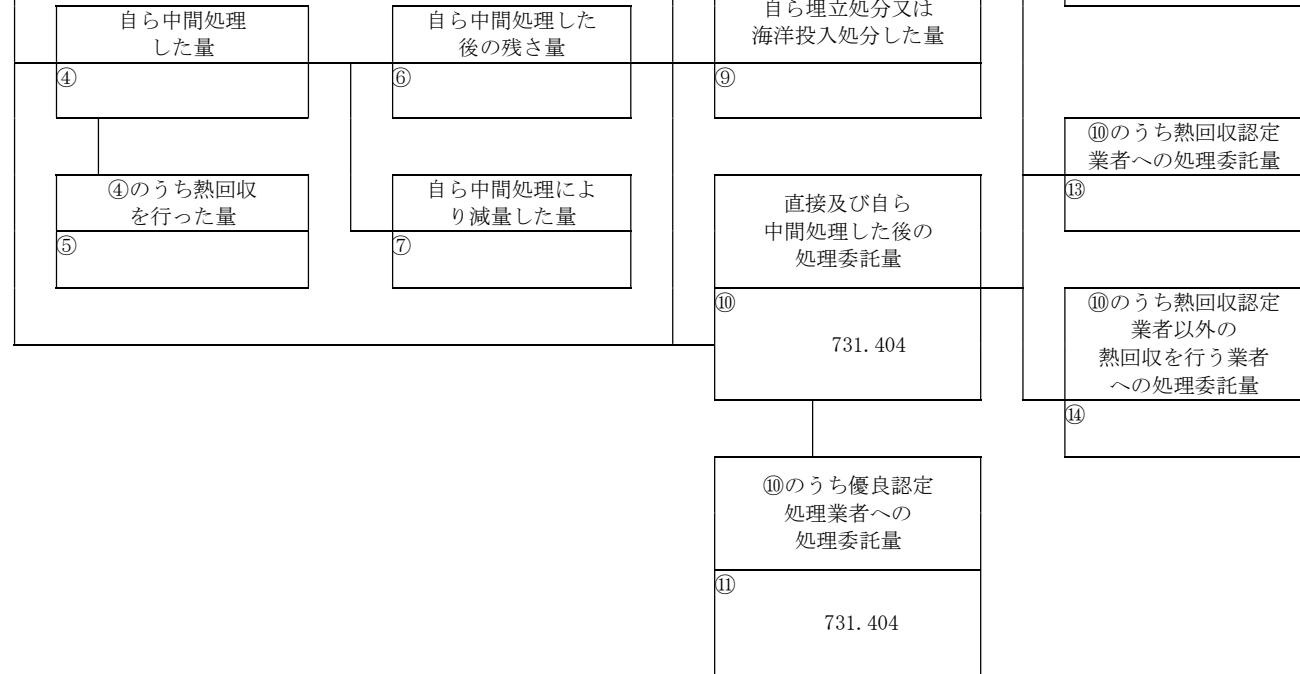 自ら中間処理
した量
④
自ら中間処理した
後の残さ量
⑥
自ら埋立処分又は
海洋投入処分した量
⑨
⑩のうち熱回収認定
業者への処理委託量
⑬
④のうち熱回収
を行った量
⑤
自ら中間処理によ
り減量した量
⑦
直接及び自ら
中間処理した後の
処理委託量
⑩
731.404
⑩のうち熱回収認定
業者以外の
熱回収を行う業者
への処理委託量
⑭
⑩のうち優良認定
処理業者への
処理委託量
⑪
731.404